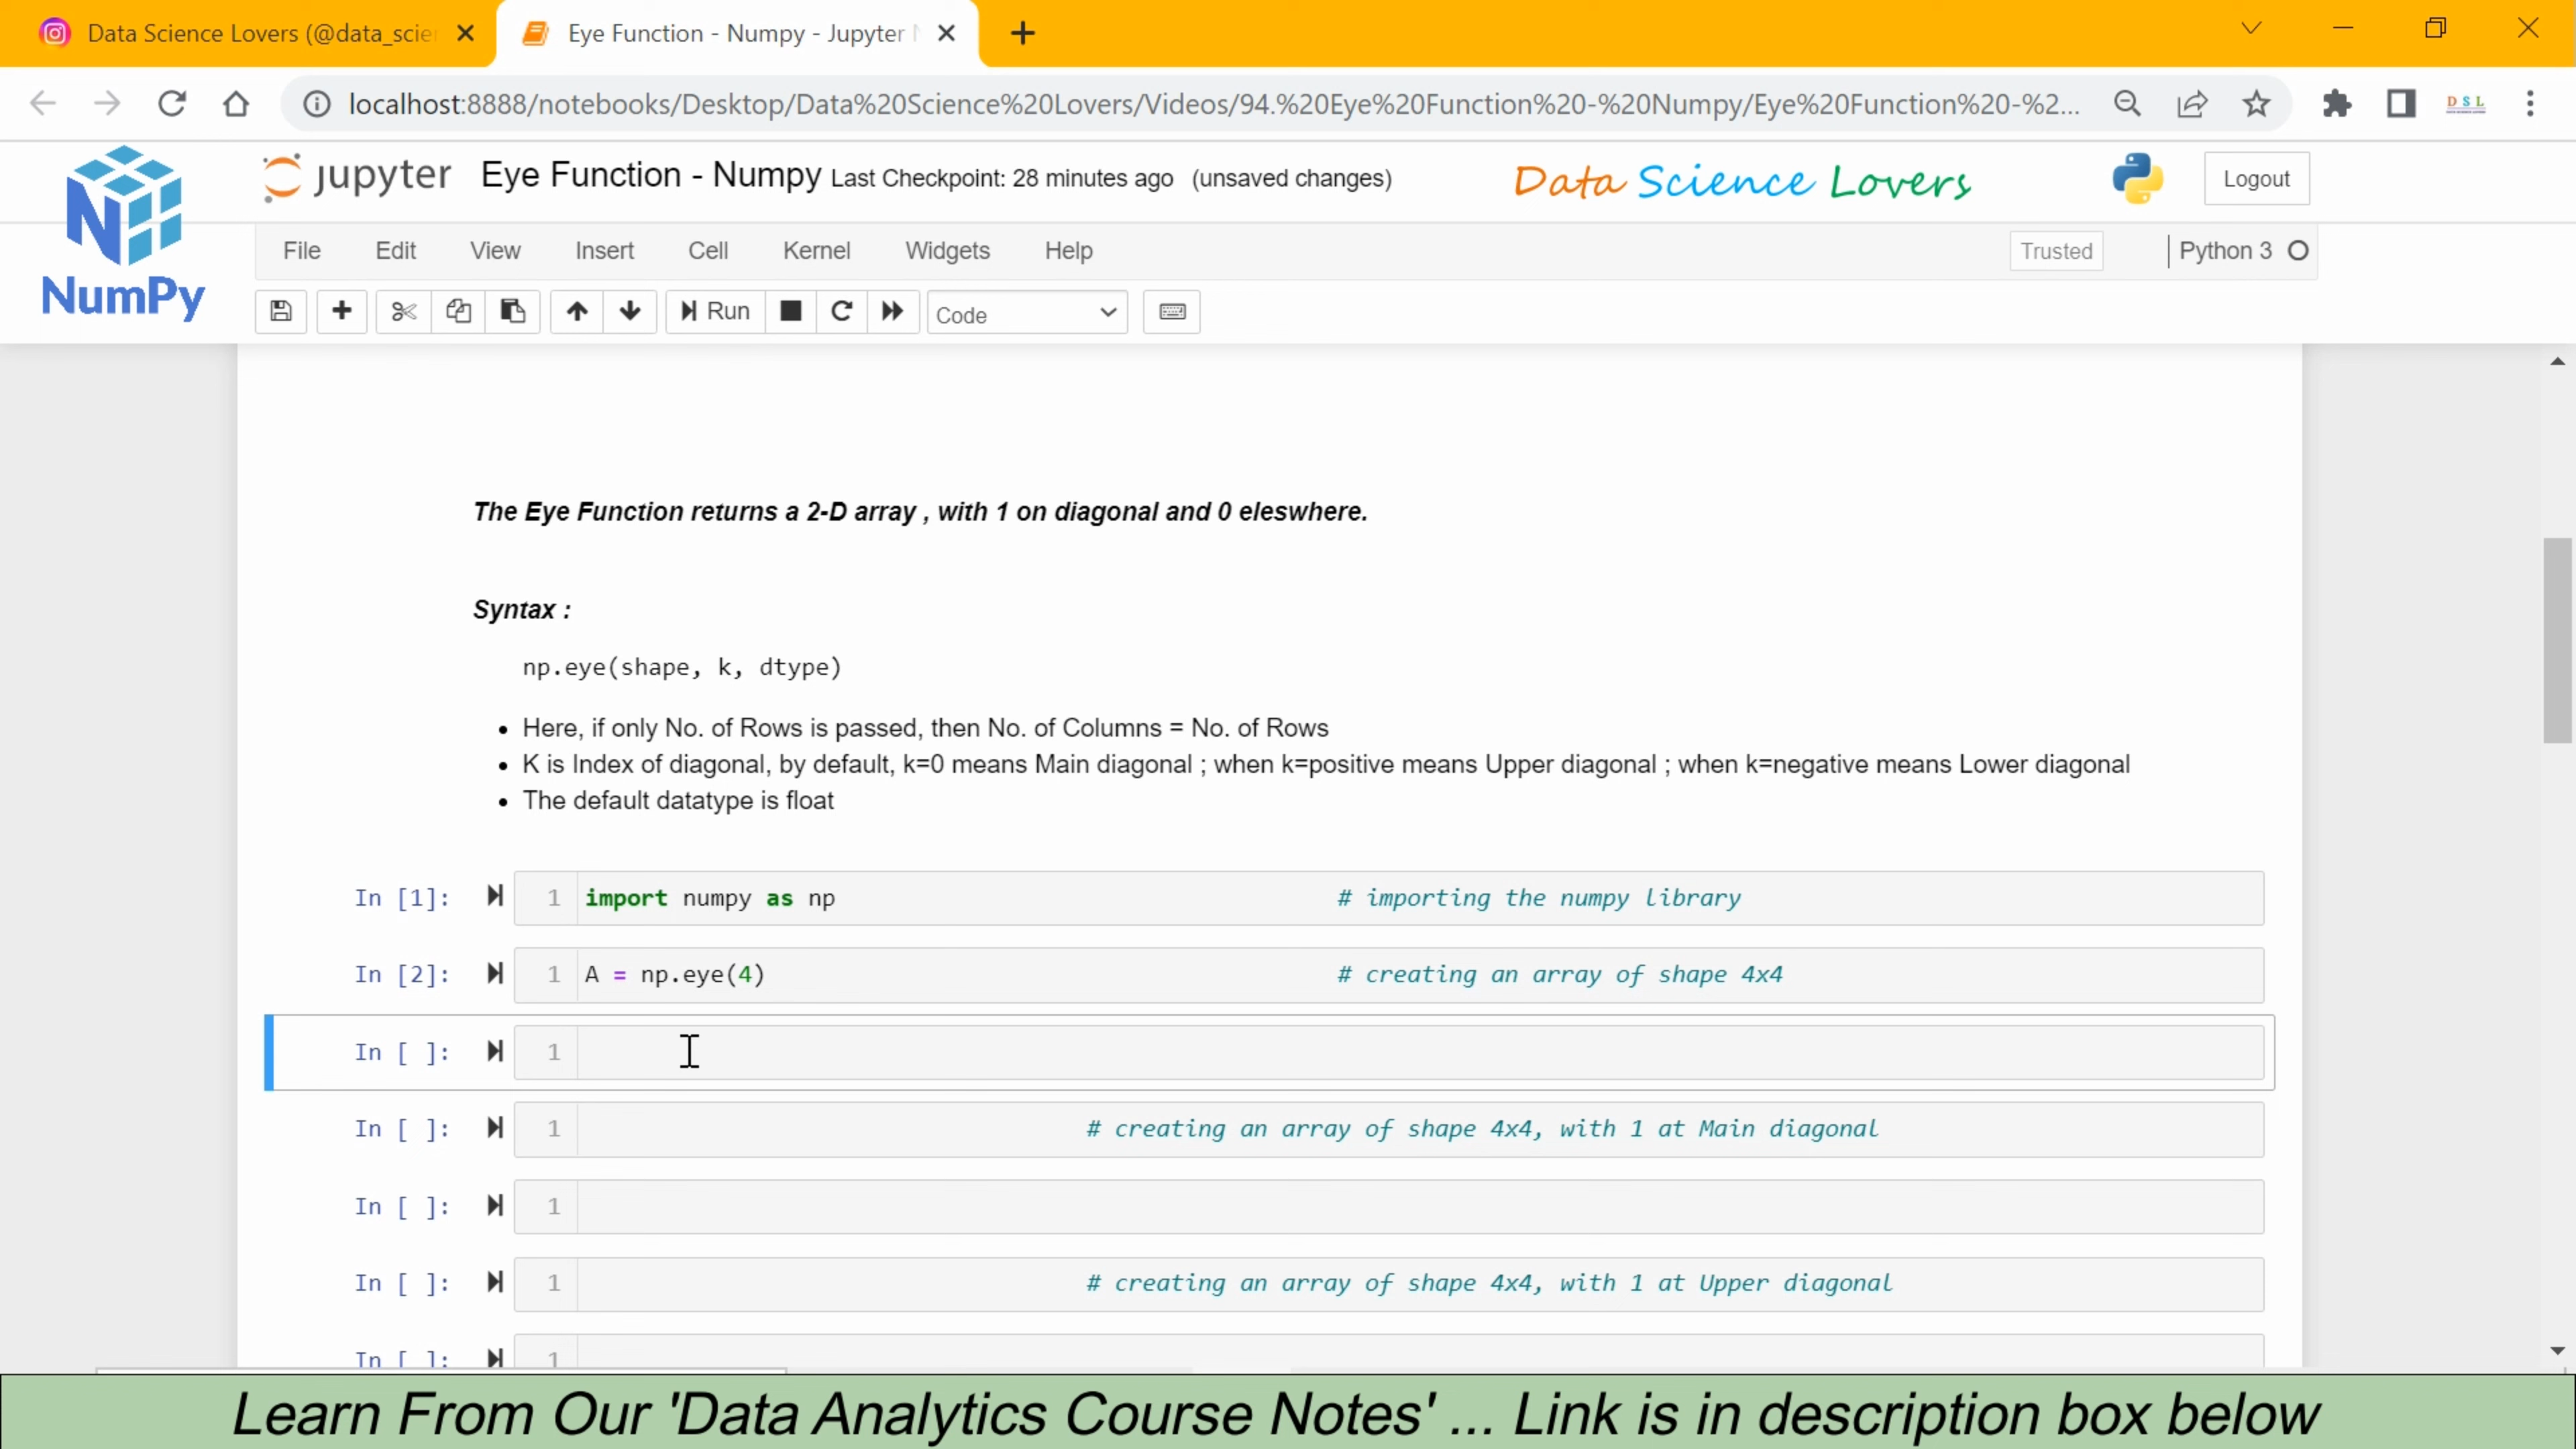 Data Science Lovers (@data_scie
Eye Function - Numpy - Jupyter
localhost:8888/notebooks/Desktop/Data%20Science%20Lovers/Videos/94.%20Eye%20Function%20-%20Numpy/Eye%20Function%20-%2...
D S L
NumPy
jupyter Eye Function - Numpy Last Checkpoint: 28 minutes ago (unsaved changes)
Data Science Lovers
Logout
File Edit View Insert Cell Kernel Widgets Help
Trusted
Python 3
Run
Code
The Eye Function returns a 2-D array , with 1 on diagonal and 0 eleswhere.
Syntax :
np.eye(shape, k, dtype)
• Here, if only No. of Rows is passed, then No. of Columns = No. of Rows
• K is Index of diagonal, by default, k=0 means Main diagonal ; when k=positive means Upper diagonal ; when k=negative means Lower diagonal
• The default datatype is float
In [1]: 1 import numpy as np # importing the numpy library
In [2]: 1 A = np.eye(4) # creating an array of shape 4x4
In [ ]: 1
In [ ]: 1 # creating an array of shape 4x4, with 1 at Main diagonal
In [ ]: 1
In [ ]: 1 # creating an array of shape 4x4, with 1 at Upper diagonal
In [ ]: 1
Learn From Our 'Data Analytics Course Notes' ... Link is in description box below